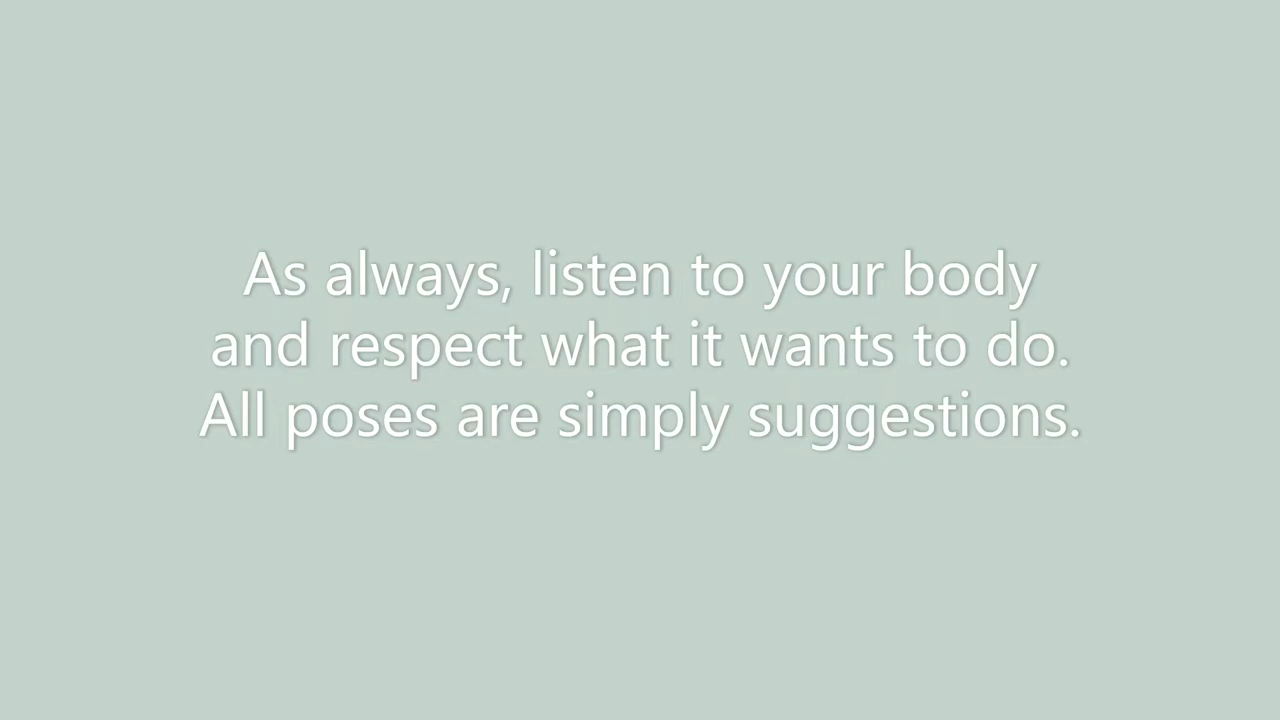 As always, listen to your body
and respect what it wants to do.
All poses are simply suggestions.